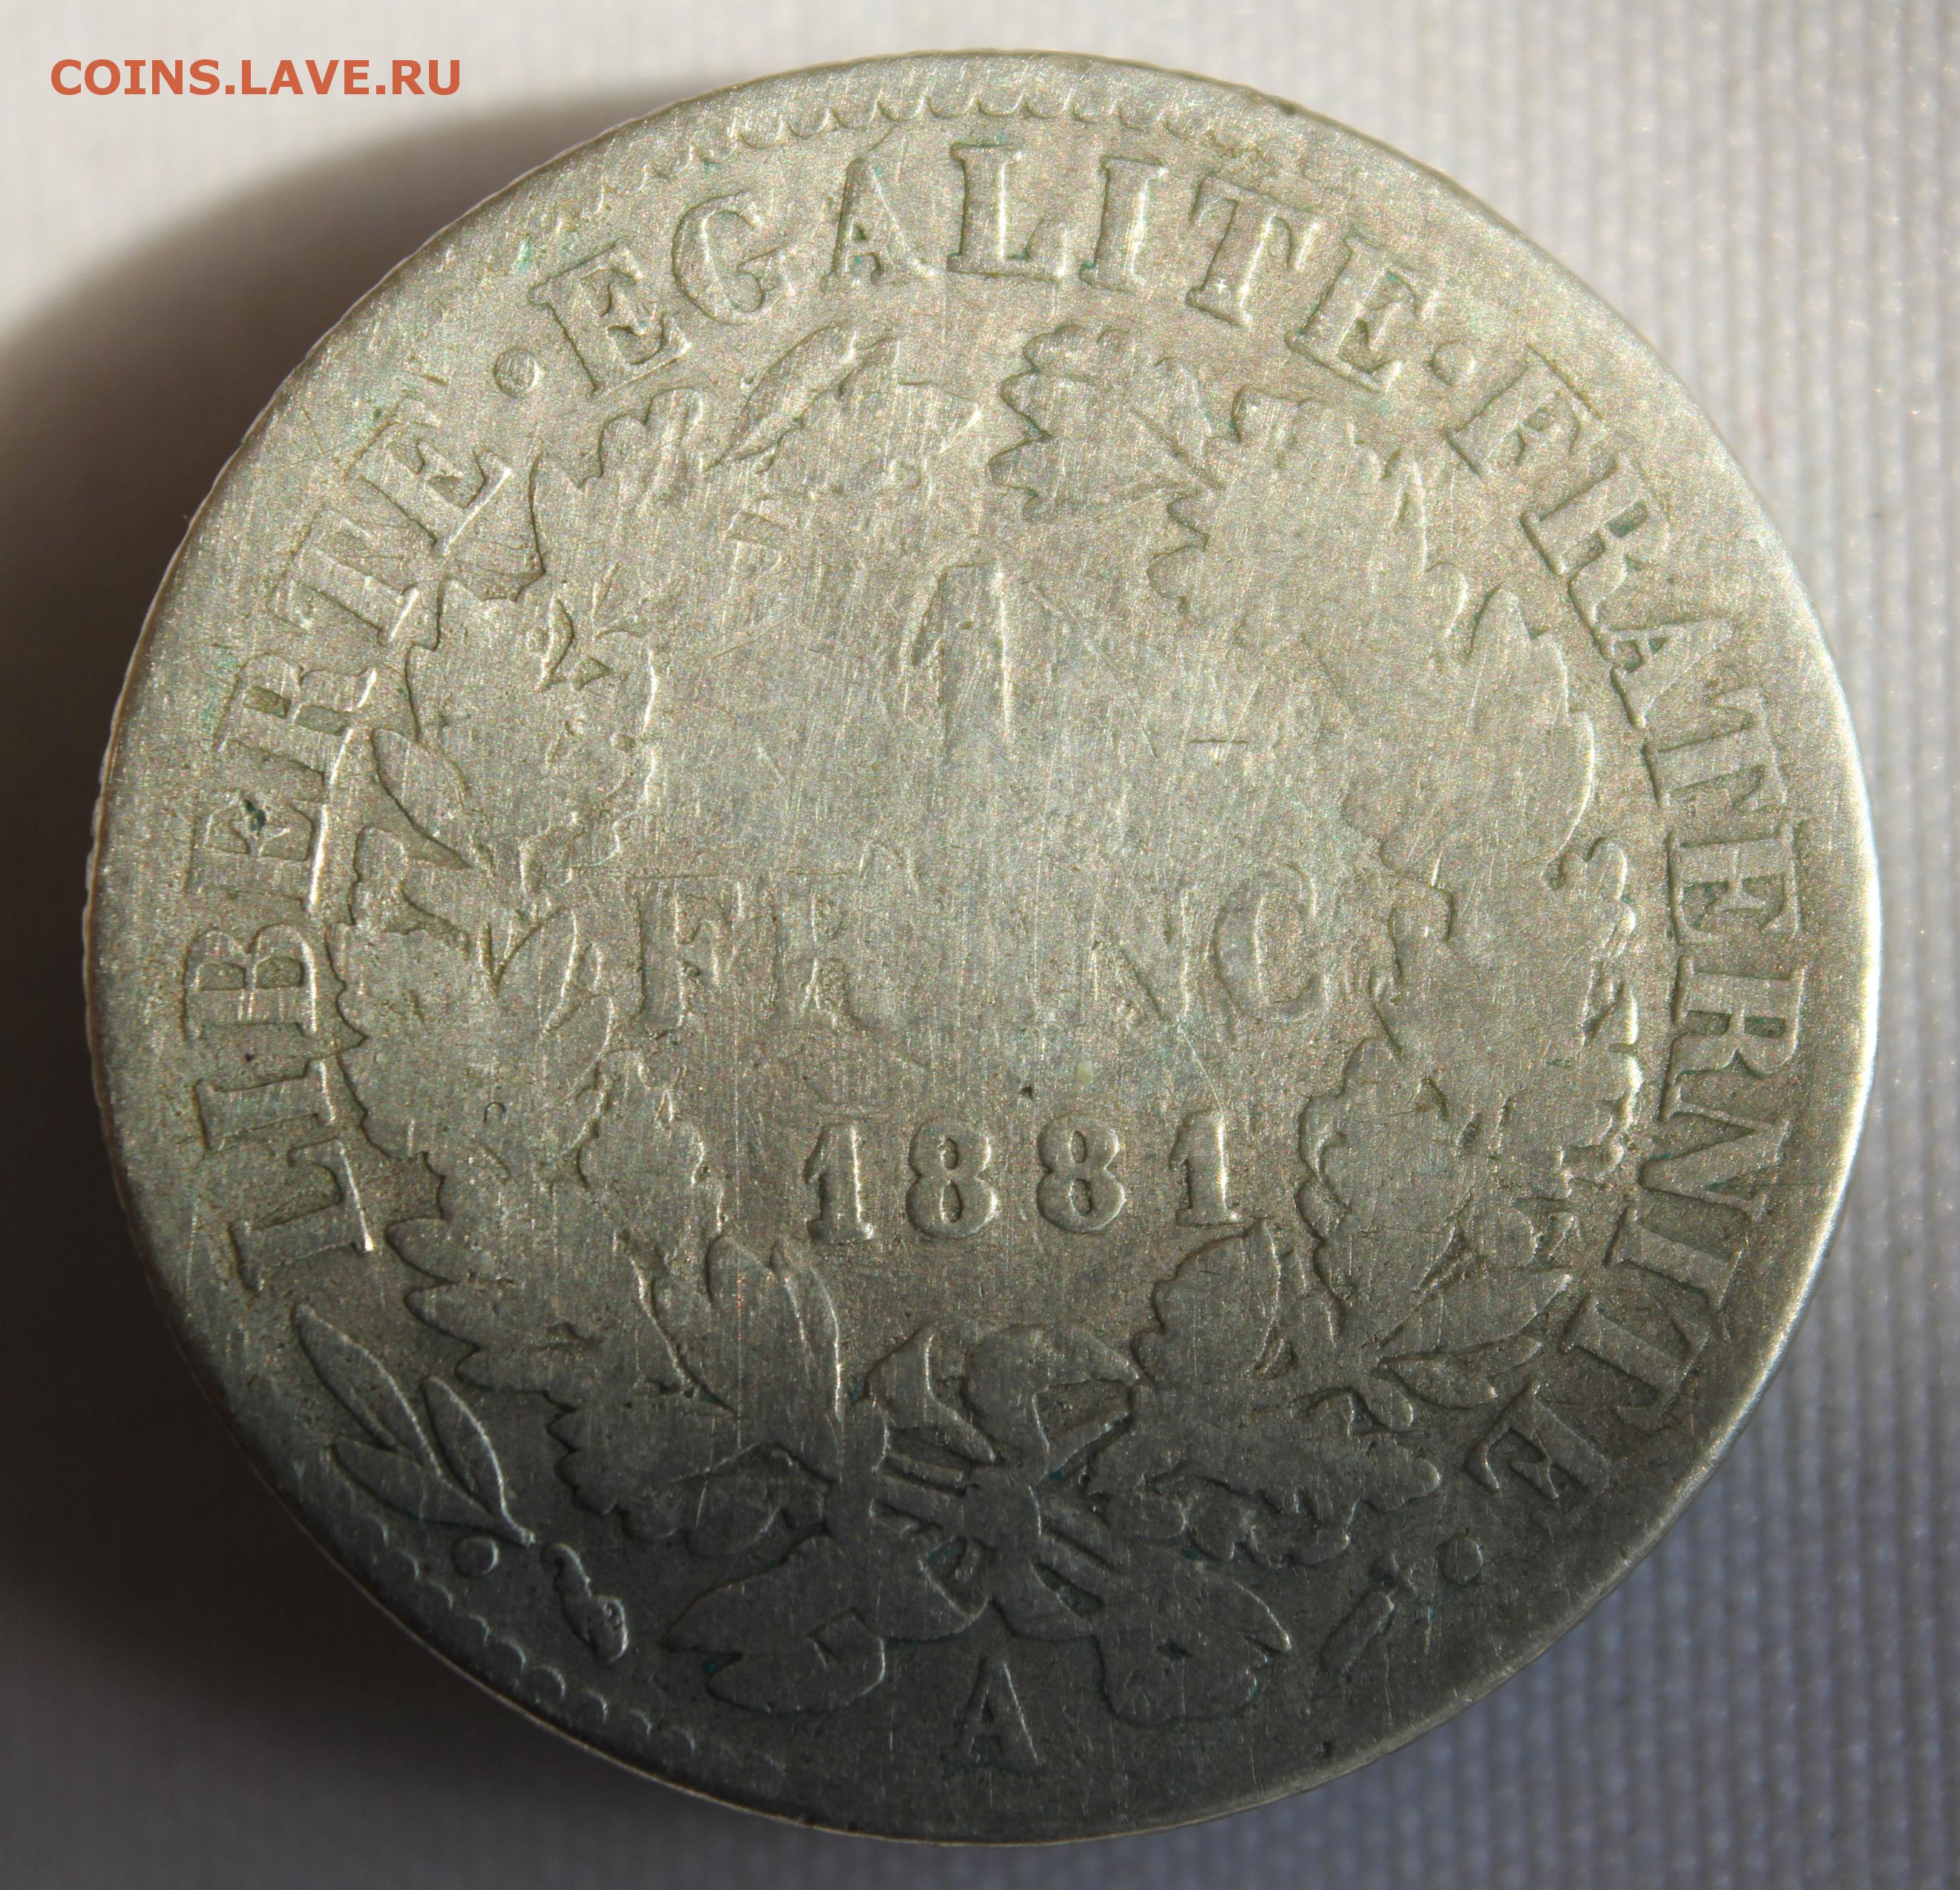 COINS.LAVE.RU
LIBERTE · EGALITE · FRATERNITE ·
1
FRANC
1881
A